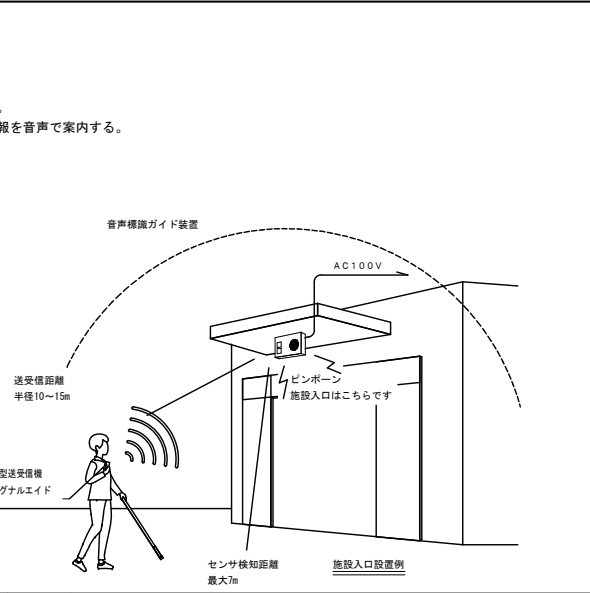 。
報を音声で案内する。
音声標識ガイド装置
AC100V
送受信距離
半径10～15m
ピンポーン
施設入口はこちらです
型送受信機
グナルエイド
センサ検知距離
最大7m
施設入口設置例